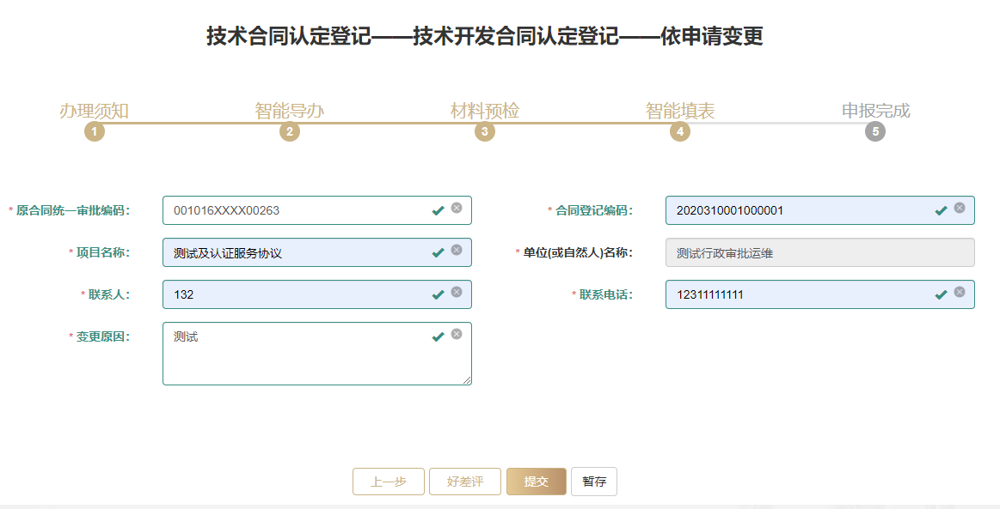 技术合同认定登记——技术开发合同认定登记——依申请变更
办理须知 智能导办 材料预检 智能填表 申报完成
1 2 3 4 5
* 原合同统一审批编码： 001016XXXX00263 * 合同登记编码： 2020310001000001
* 项目名称： 测试及认证服务协议 * 单位(或自然人)名称： 测试行政审批运维
* 联系人： 132 * 联系电话： 12311111111
* 变更原因： 测试
上一步 好差评 提交 暂存